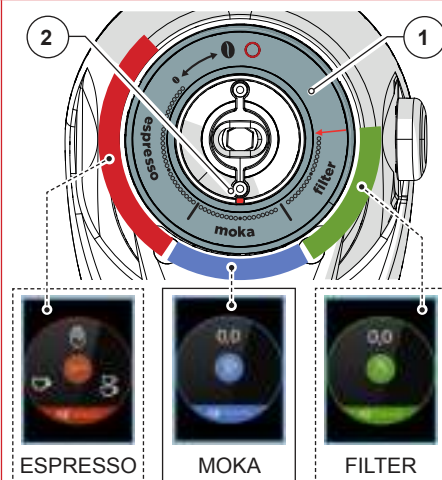 2
1
espresso
moka
filter
0,0
0,0
ESPRESSO
MOKA
FILTER